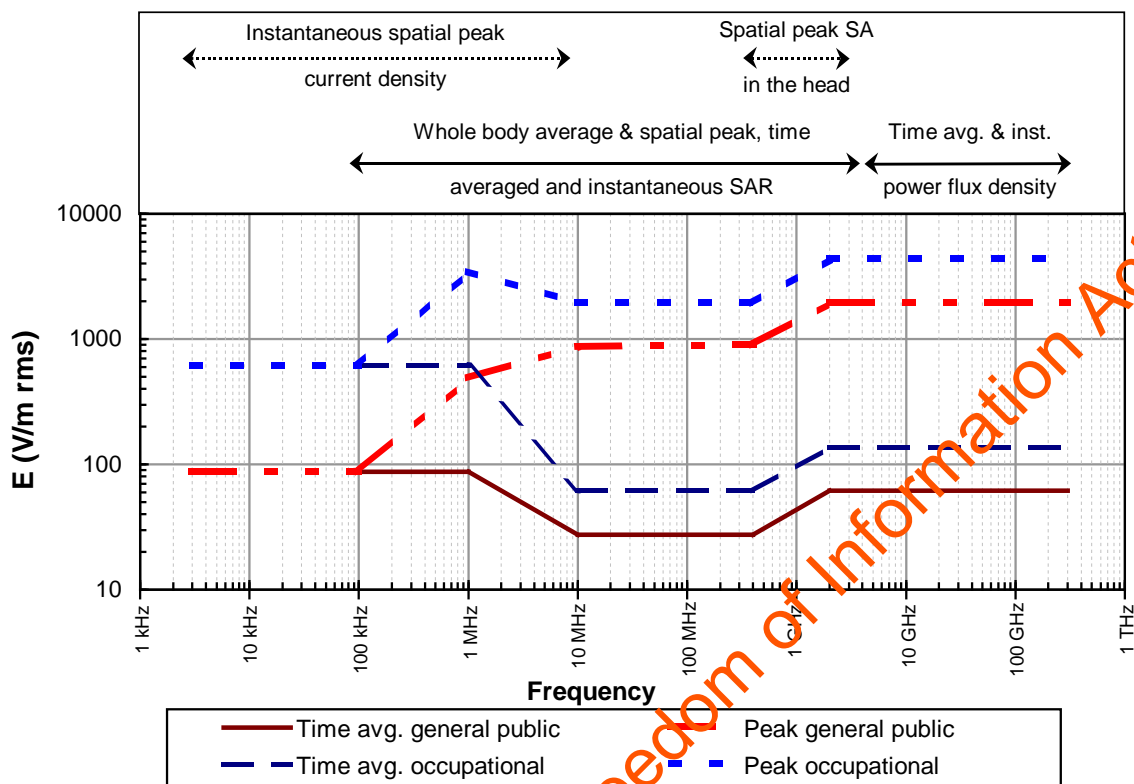 Instantaneous spatial peak
current density
Spatial peak SA
in the head
Whole body average & spatial peak, time
averaged and instantaneous SAR
Time avg. & inst.
power flux density
E (V/m rms)
10000
1000
100
10
1 kHz
10 kHz
100 kHz
1 MHz
10 MHz
100 MHz
1 GHz
10 GHz
100 GHz
1 THz
Frequency
Time avg. general public
Peak general public
Time avg. occupational
Peak occupational
of Information